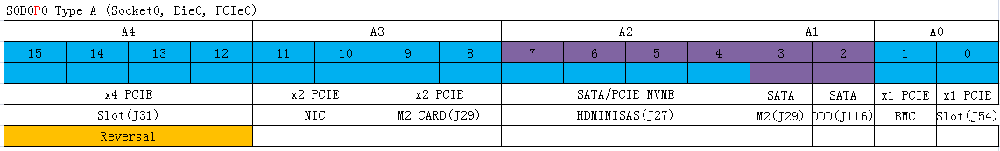 S0D0P0 Type A (Socket0, Die0, PCIe0)
A4 A3 A2 A1 A0
15 14 13 12 11 10 9 8 7 6 5 4 3 2 1 0
x4 PCIE x2 PCIE x2 PCIE SATA/PCIE NVME SATA SATA x1 PCIE x1 PCIE
Slot(J31) NIC M2 CARD(J29) HDMINISAS(J27) M2(J29) ODD(J116) BMC Slot(J54)
Reversal